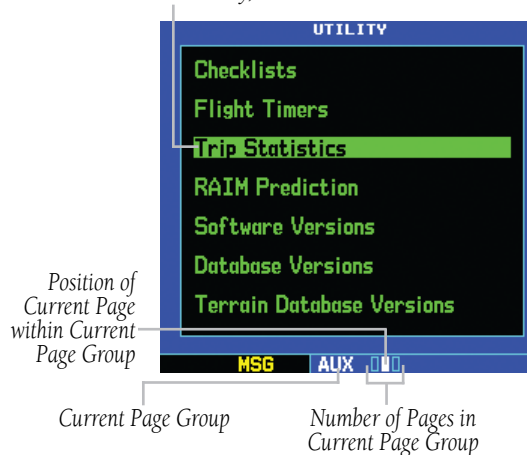 UTILITY
Checklists
Flight Timers
Trip Statistics
RAIM Prediction
Software Versions
Database Versions
Terrain Database Versions
Position of
Current Page
within Current
Page Group
MSG AUX
Current Page Group
Number of Pages in
Current Page Group